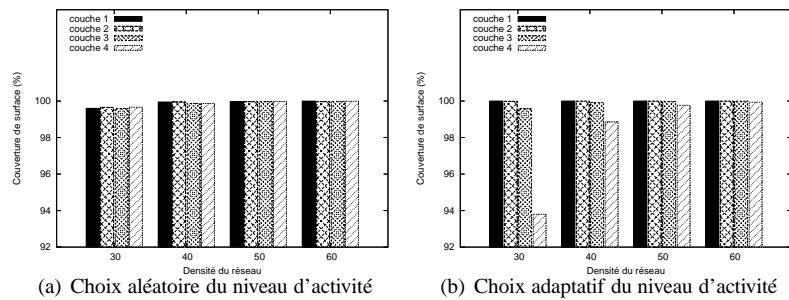 couche 1
couche 2
couche 3
couche 4
Couverture de surface (%)
100
98
96
94
92
30
40
50
60
Densité du réseau
(a) Choix aléatoire du niveau d'activité
couche 1
couche 2
couche 3
couche 4
Couverture de surface (%)
100
98
96
94
92
30
40
50
60
Densité du réseau
(b) Choix adaptatif du niveau d'activité